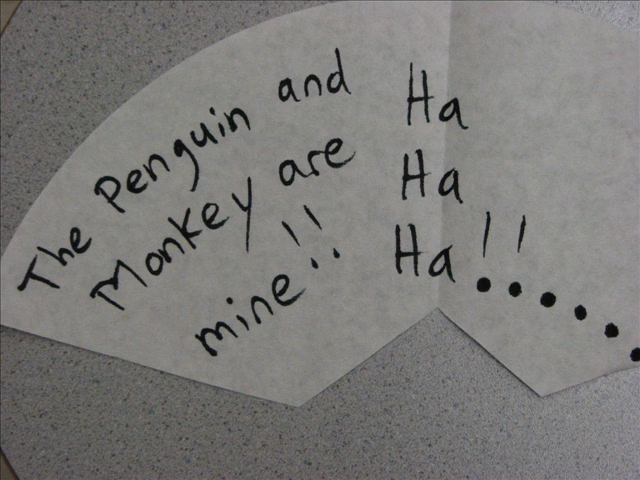 The Penguin and
Monkey are
mine!!
Ha
Ha
Ha!!......